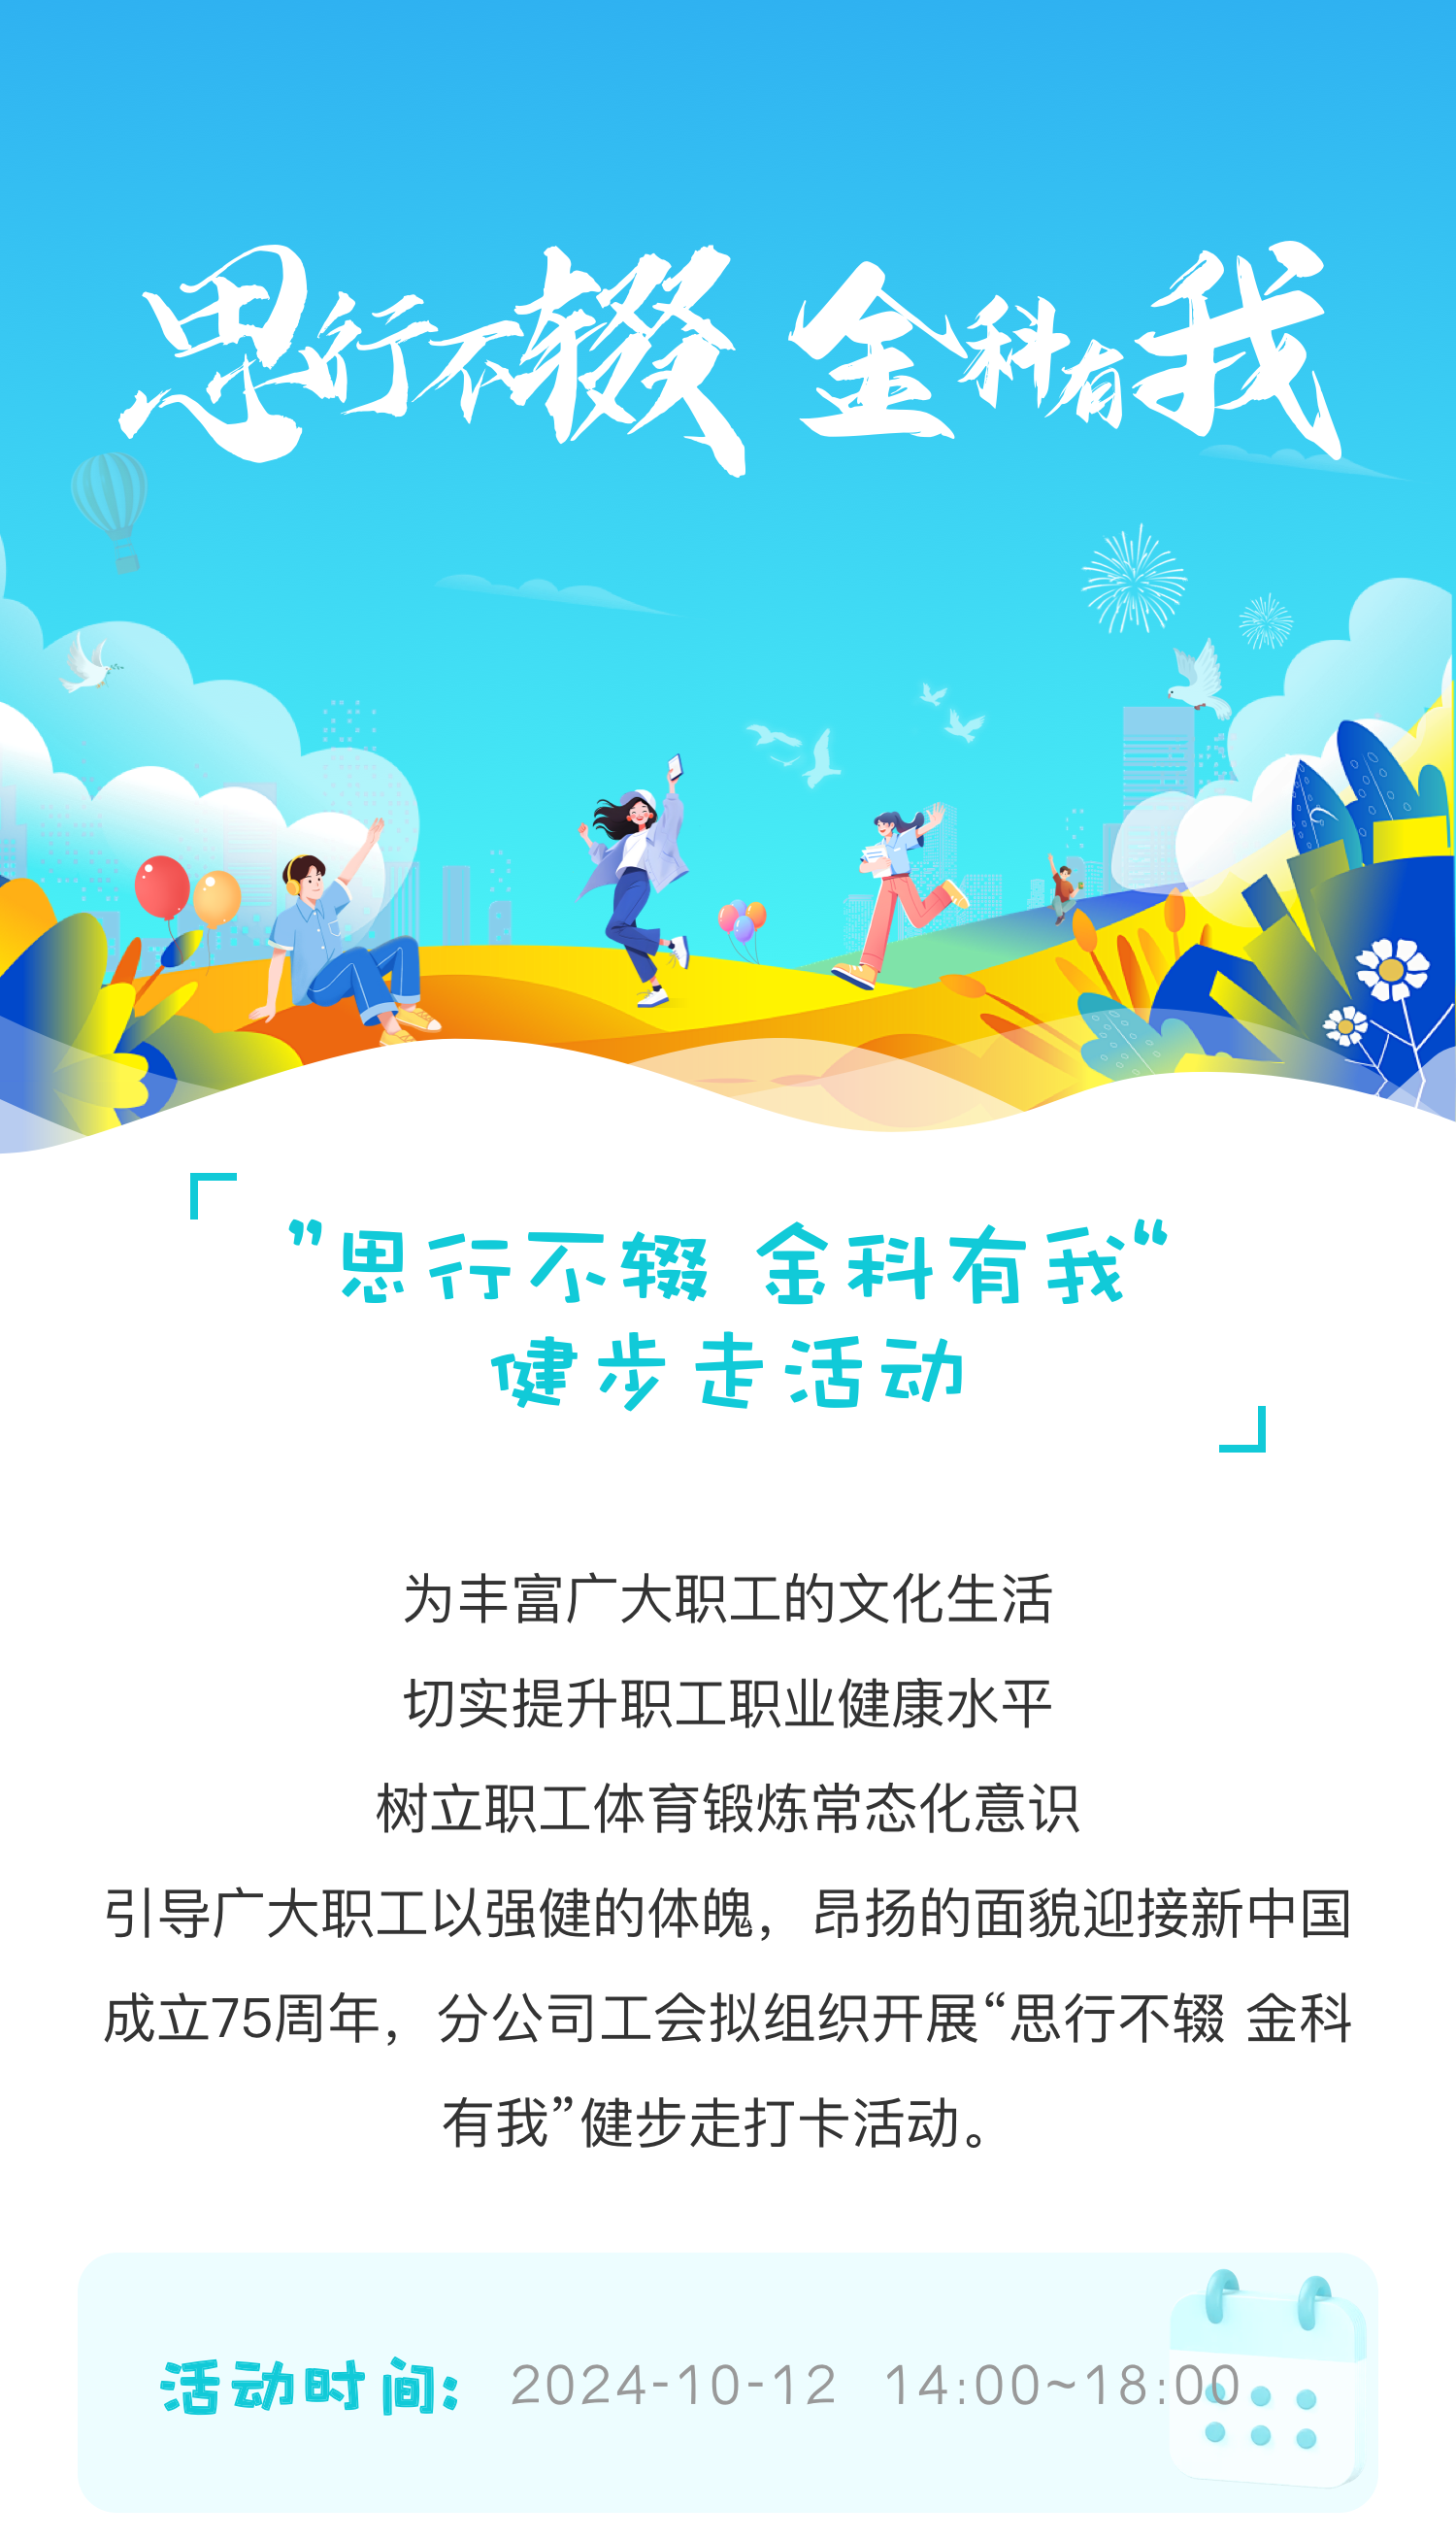 思行不辍 金科有我
”思行不辍 金科有我“
健步走活动
为丰富广大职工的文化生活
切实提升职工职业健康水平
树立职工体育锻炼常态化意识
引导广大职工以强健的体魄，昂扬的面貌迎接新中国
成立75周年，分公司工会拟组织开展“思行不辍 金科
有我”健步走打卡活动。
活动时间: 2024-10-12 14:00~18:00